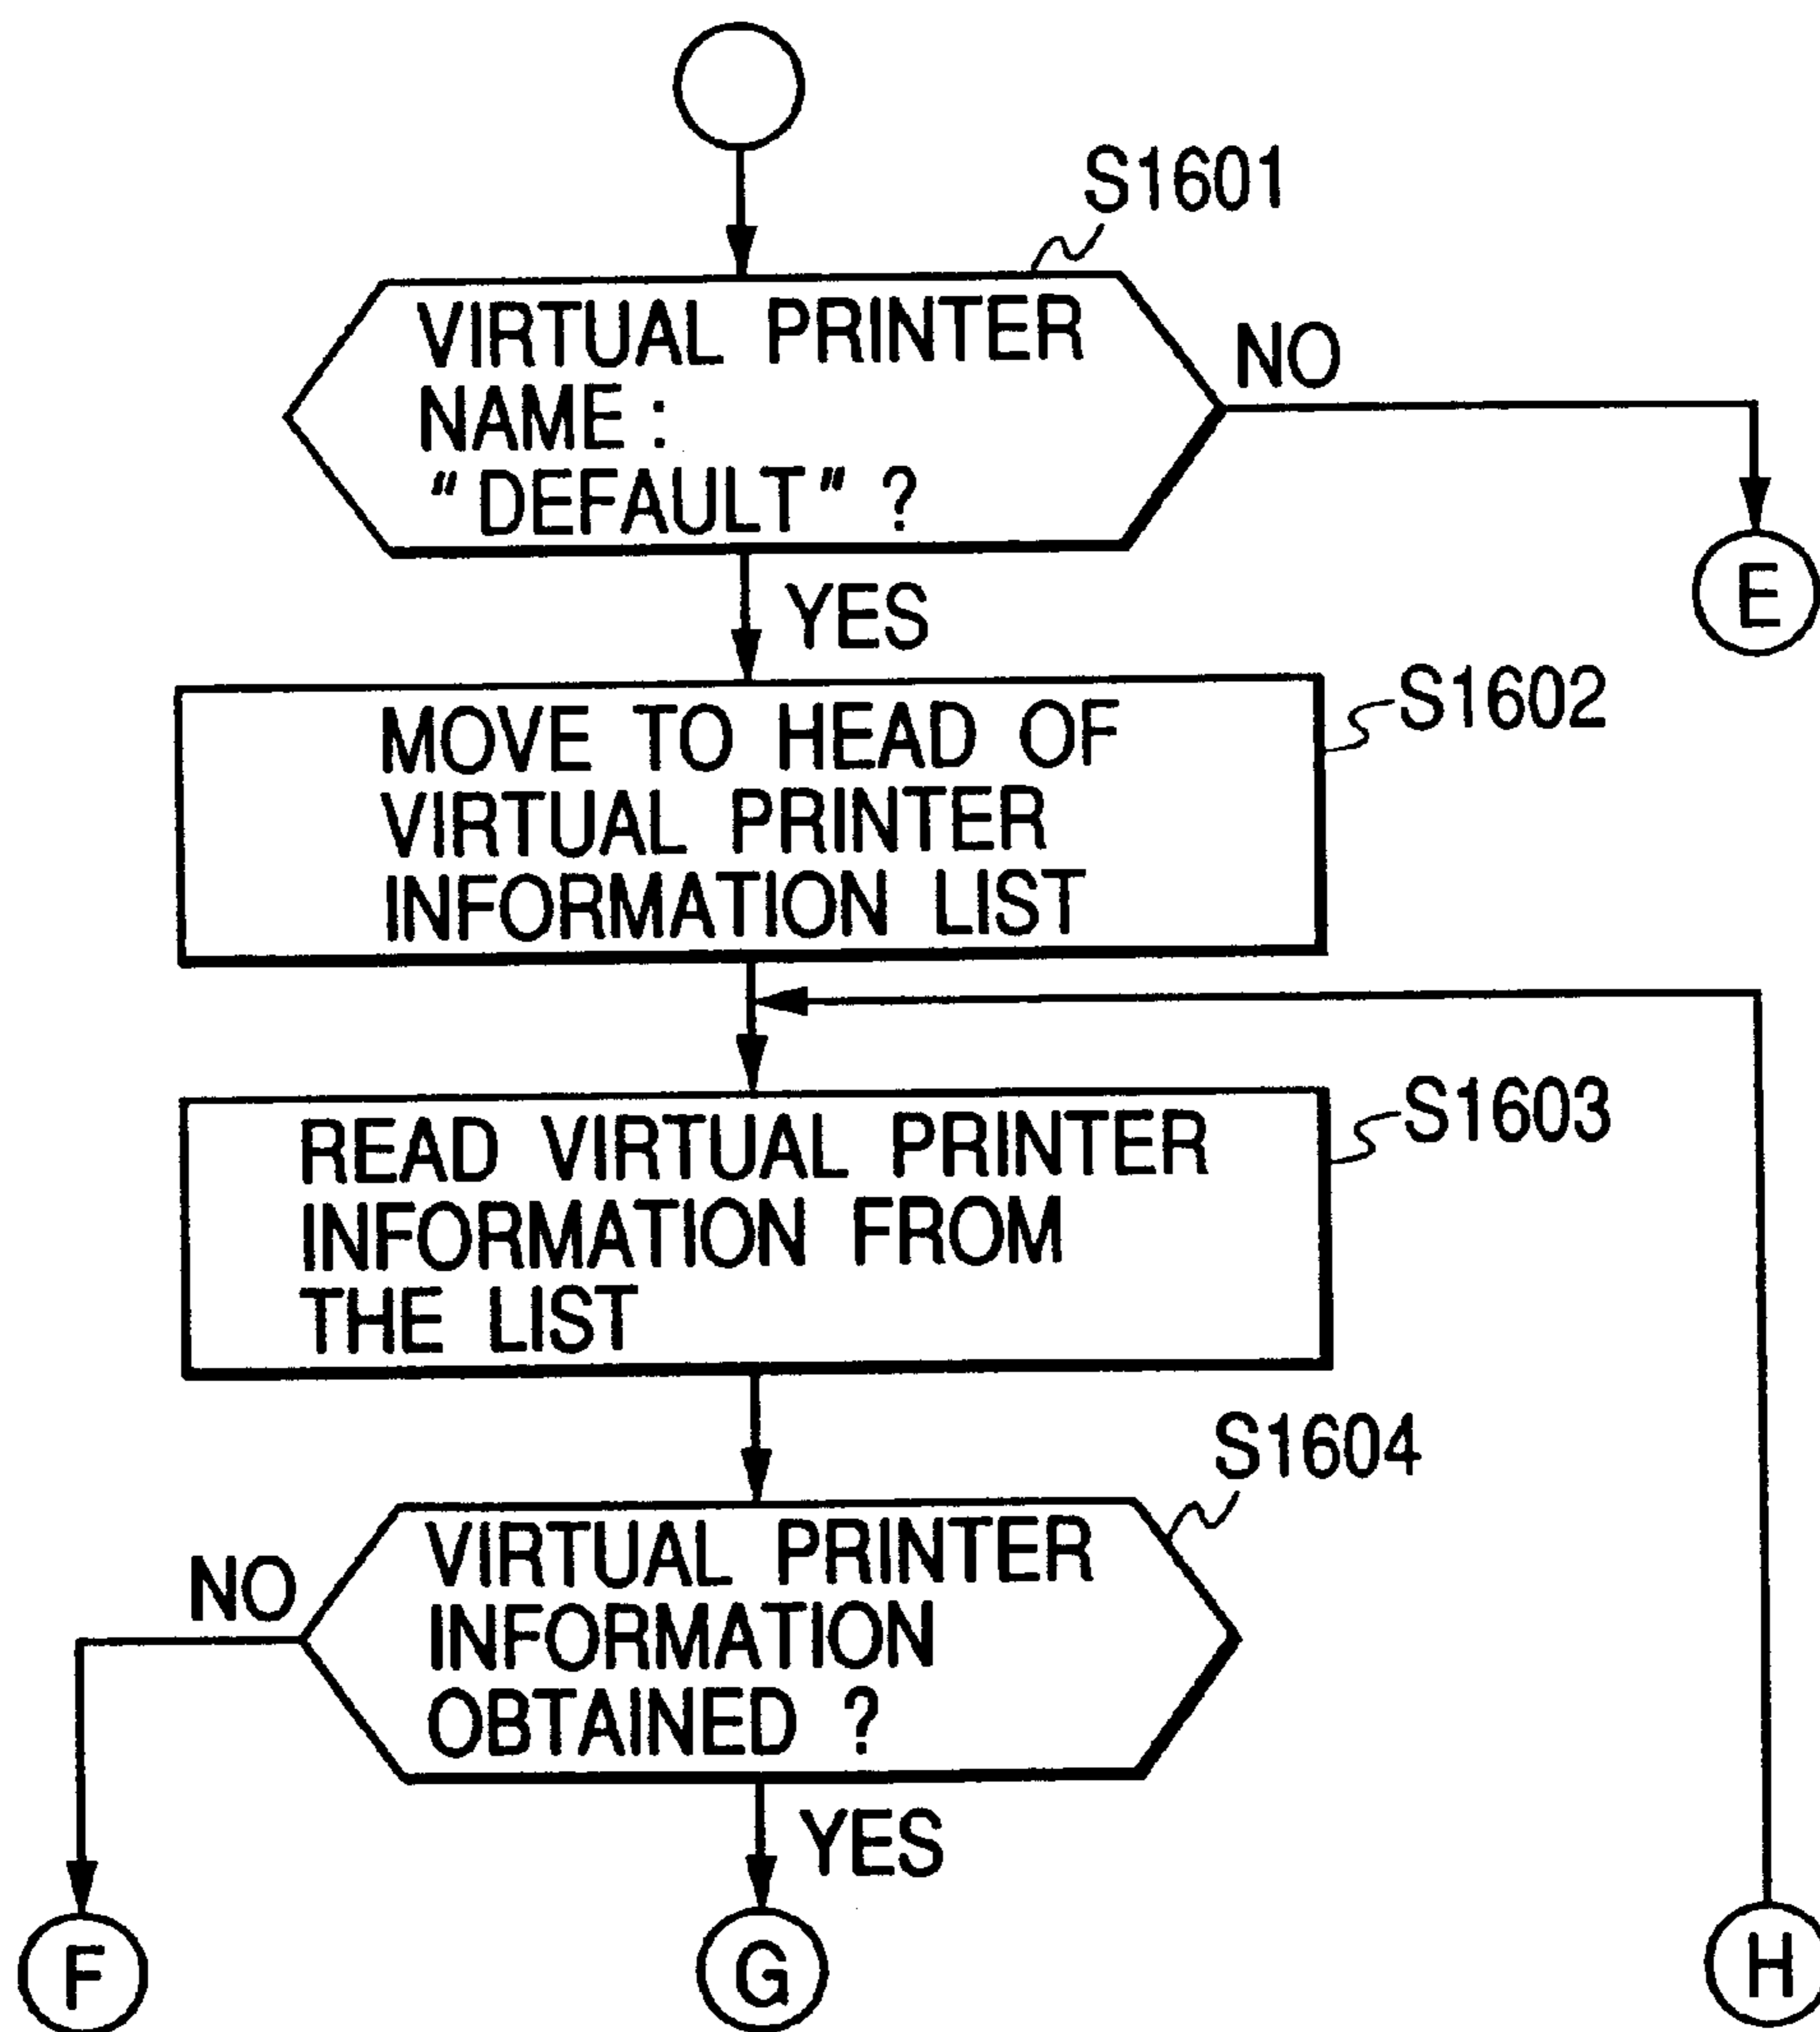 S1601
VIRTUAL PRINTER
NAME :
"DEFAULT" ?
NO
E
YES
S1602
MOVE TO HEAD OF
VIRTUAL PRINTER
INFORMATION LIST
S1603
READ VIRTUAL PRINTER
INFORMATION FROM
THE LIST
S1604
VIRTUAL PRINTER
INFORMATION
OBTAINED ?
NO
YES
F
G
H